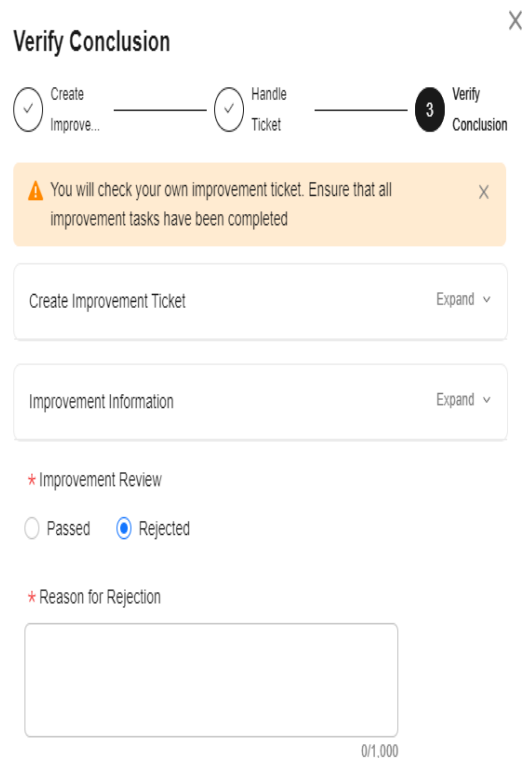 Verify Conclusion
Create
Improve...
Handle
Ticket
3
Verify
Conclusion
You will check your own improvement ticket. Ensure that all
improvement tasks have been completed
Create Improvement Ticket
Expand
Improvement Information
Expand
* Improvement Review
Passed
Rejected
* Reason for Rejection
0/1,000